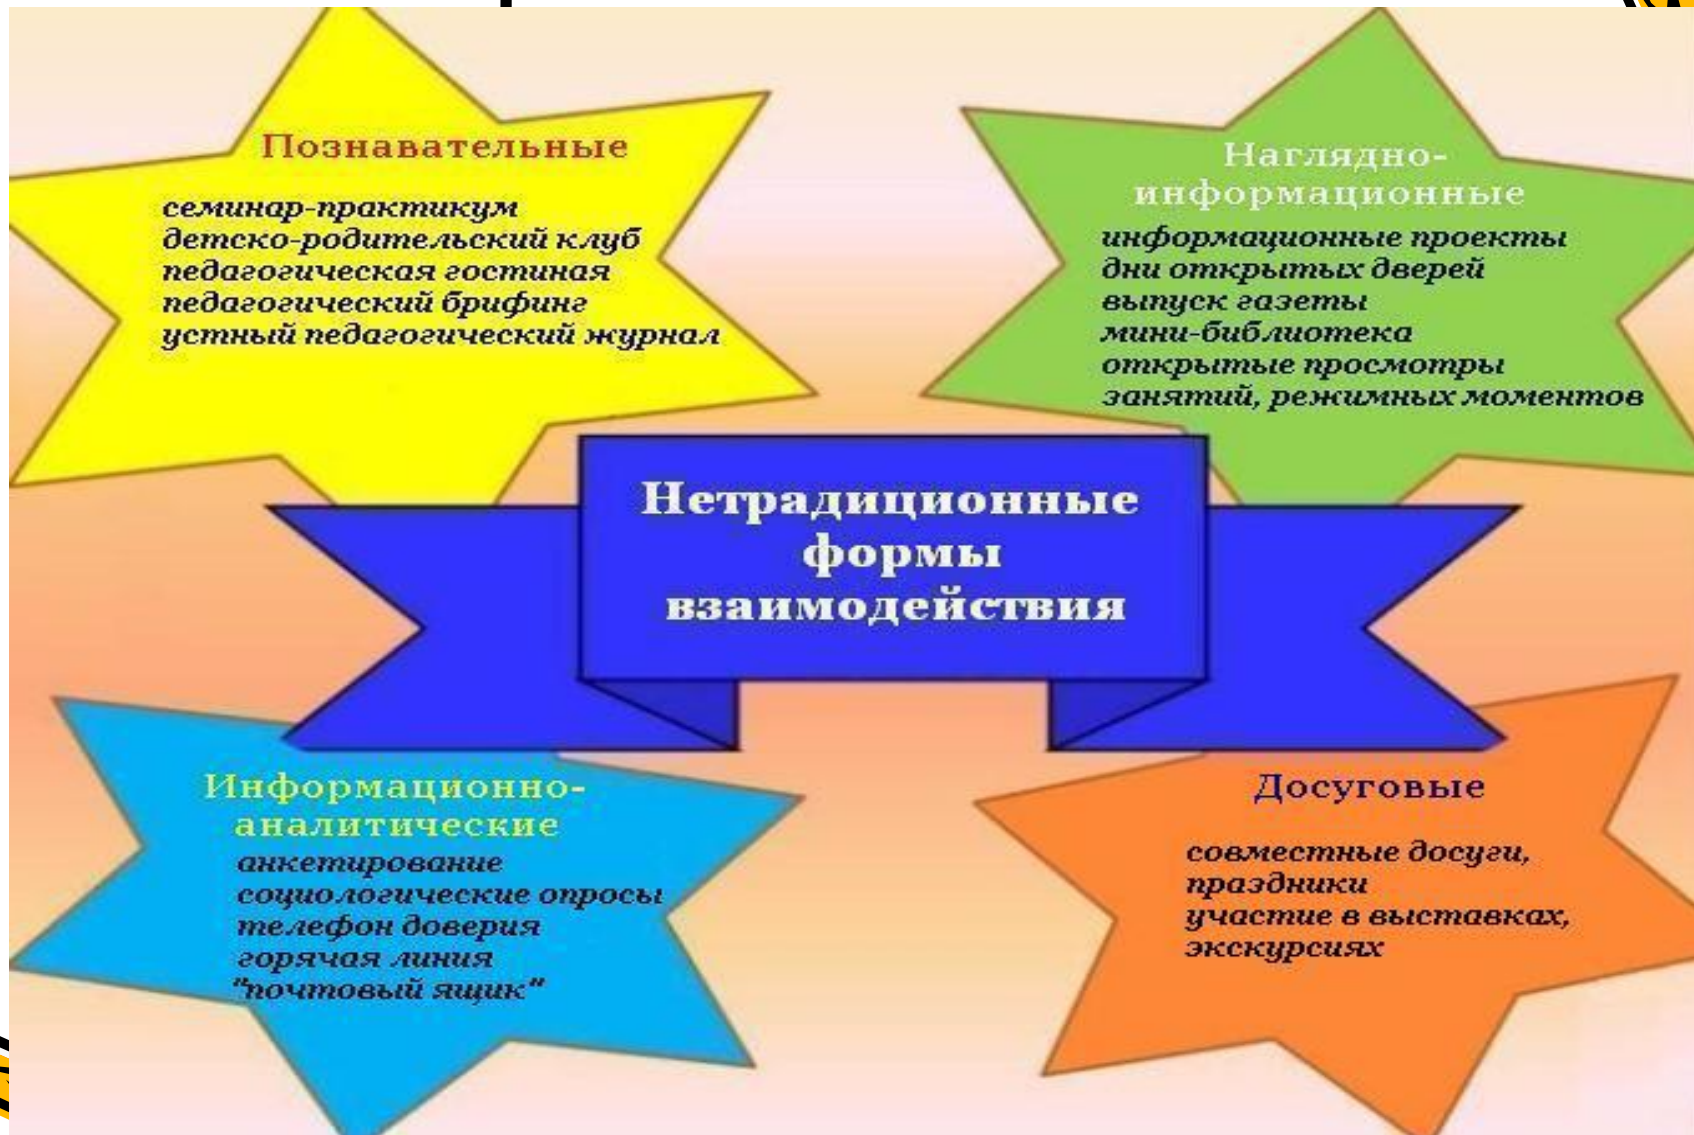 Познавательные
семинар-практикум
детско-родительский клуб
педагогическая гостиная
педагогический брифинг
устный педагогический журнал
Наглядно-
информационные
информационные проекты
дни открытых дверей
выпуск газеты
мини-библиотека
открытые просмотры
занятий, режимных моментов
Нетрадиционные
формы
взаимодействия
Информационно-
аналитические
анкетирование
социологические опросы
телефон доверия
горячая линия
"почтовый ящик"
Досуговые
совместные досуги,
праздники
участие в выставках,
экскурсиях